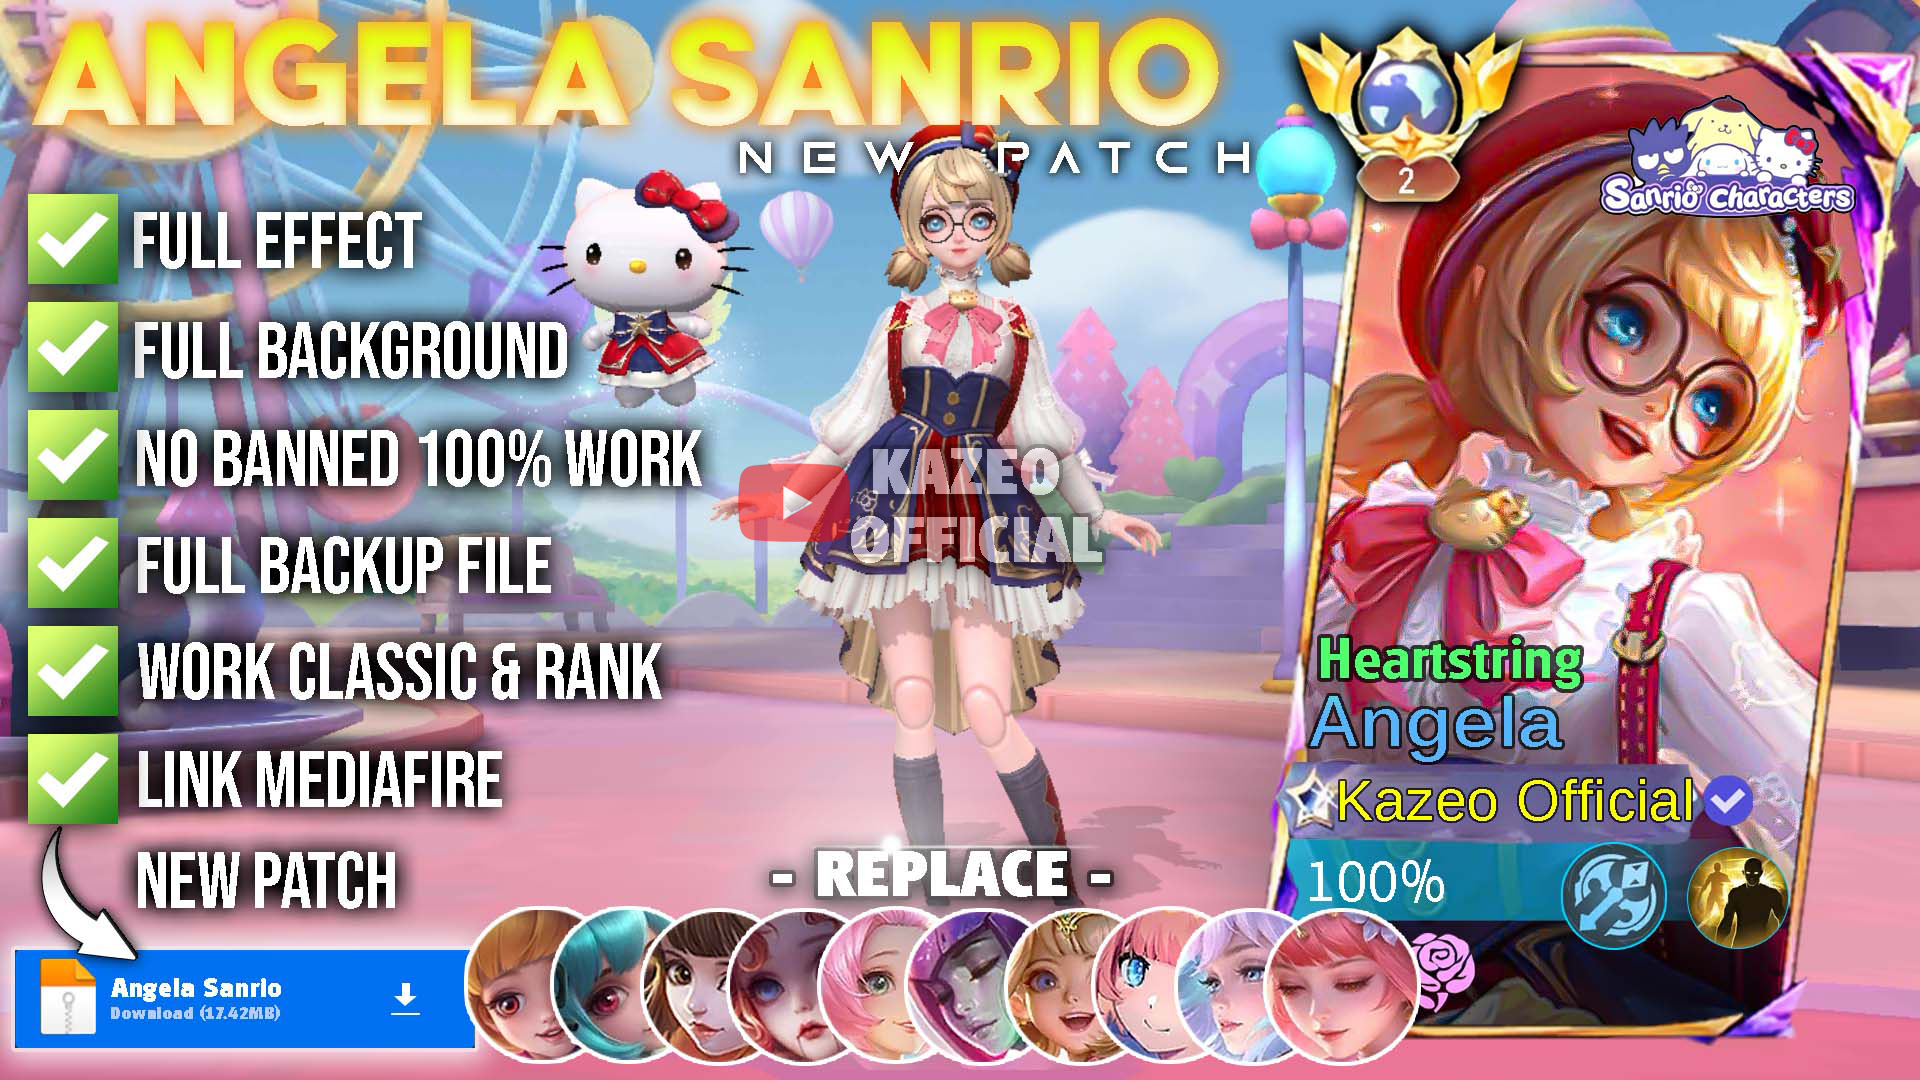 ANGELA SANRIO
NEW PATCH
FULL EFFECT
FULL BACKGROUND
NO BANNED 100% WORK
FULL BACKUP FILE
WORK CLASSIC & RANK
LINK MEDIAFIRE
NEW PATCH
Angela Sanrio
Download (17.42MB)
KAZEO
OFFICIAL
- REPLACE -
2
Sanrio characters
Heartstring
Angela
Kazeo Official
100%